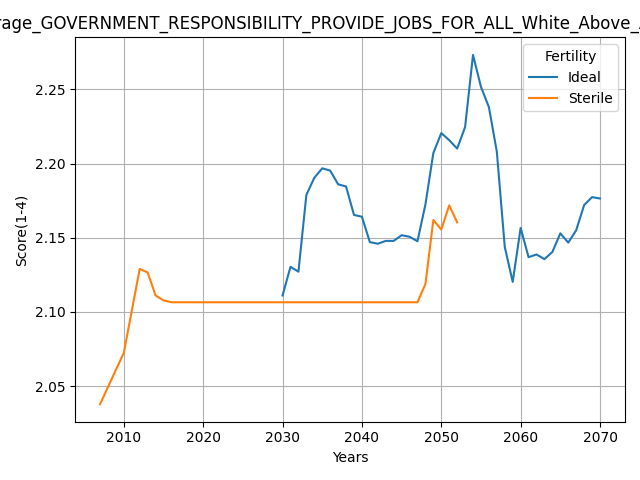 rage_GOVERNMENT_RESPONSIBILITY_PROVIDE_JOBS_FOR_ALL_White_Above_
Fertility
Ideal
Sterile
Score(1-4)
2.25
2.20
2.15
2.10
2.05
2010 2020 2030 2040 2050 2060 2070
Years